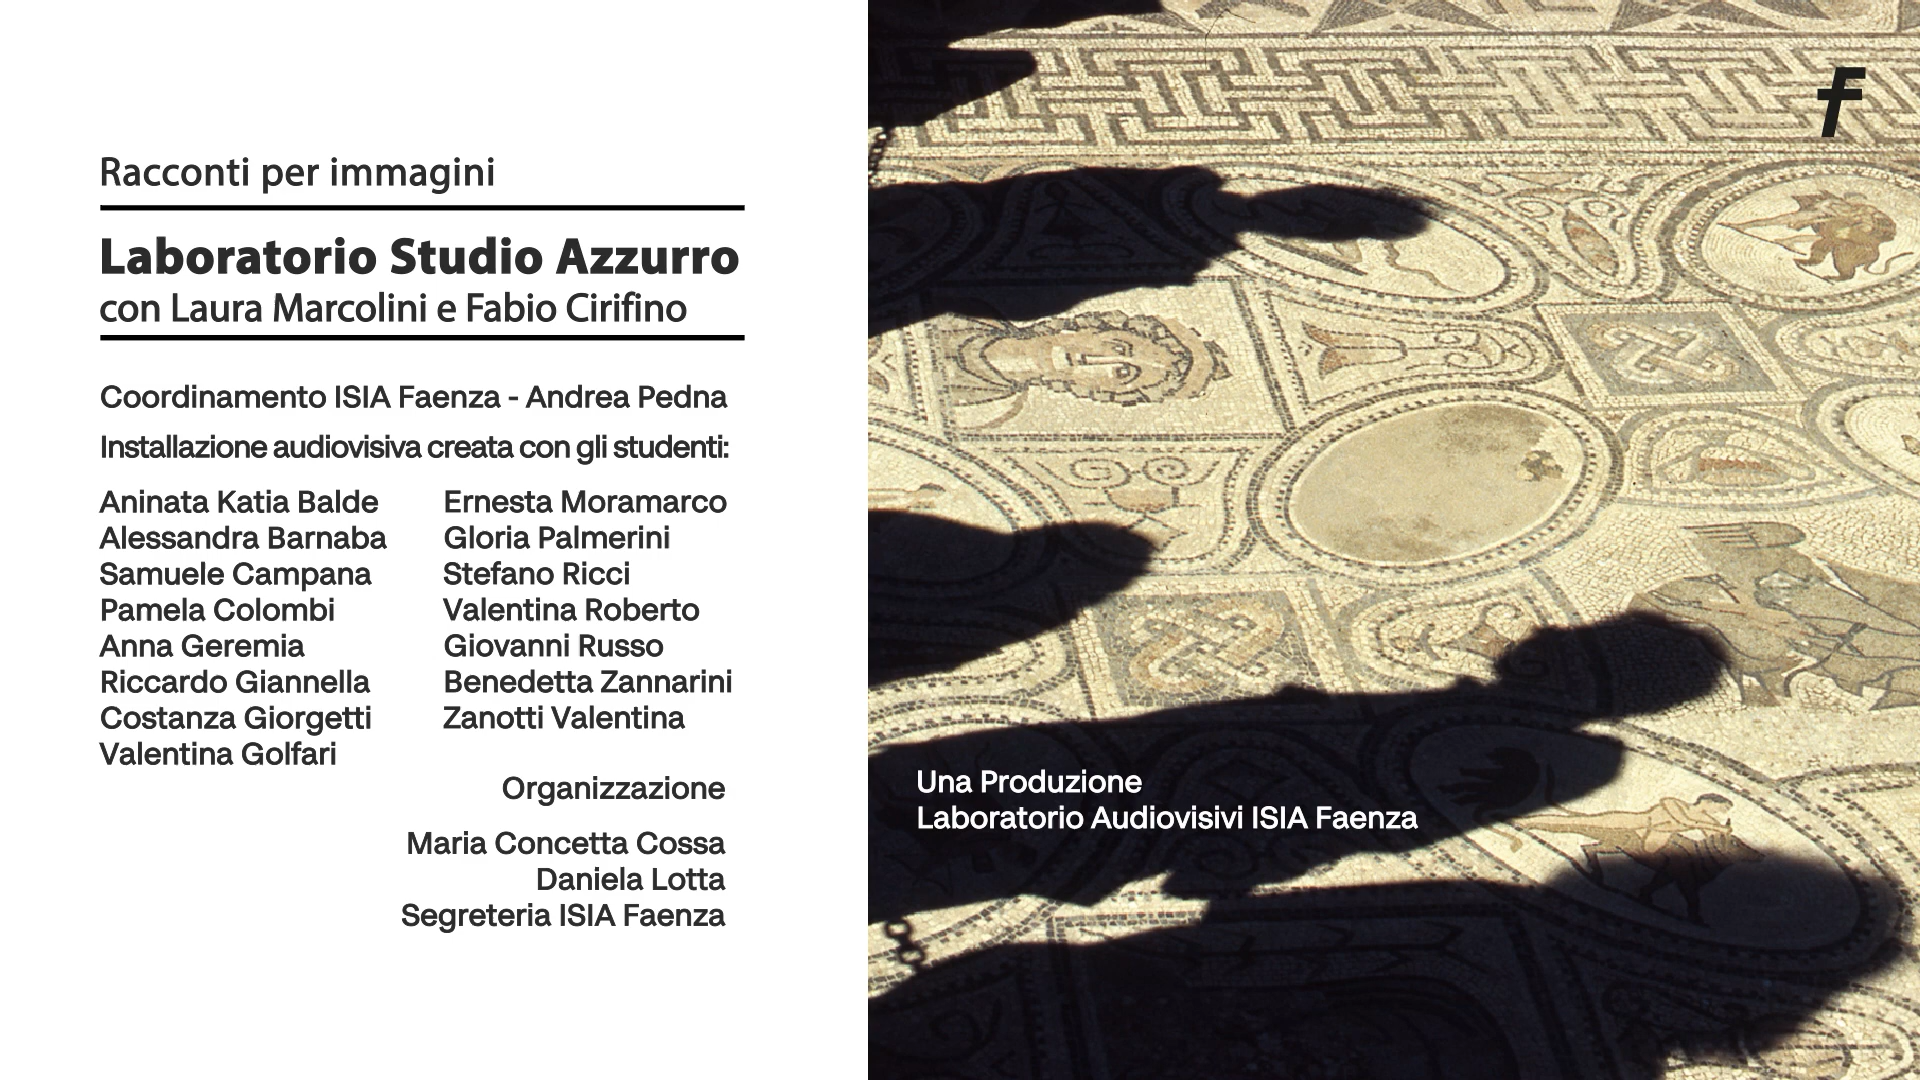 Racconti per immagini
Laboratorio Studio Azzurro
con Laura Marcolini e Fabio Cirifino
Coordinamento ISIA Faenza - Andrea Pedna
Installazione audiovisiva creata con gli studenti:
Aninata Katia Balde
Alessandra Barnaba
Samuele Campana
Pamela Colombi
Anna Geremia
Riccardo Giannella
Costanza Giorgetti
Valentina Golfari
Ernesta Moramarco
Gloria Palmerini
Stefano Ricci
Valentina Roberto
Giovanni Russo
Benedetta Zannarini
Zanotti Valentina
Organizzazione
Maria Concetta Cossa
Daniela Lotta
Segreteria ISIA Faenza
f
Una Produzione
Laboratorio Audiovisivi ISIA Faenza